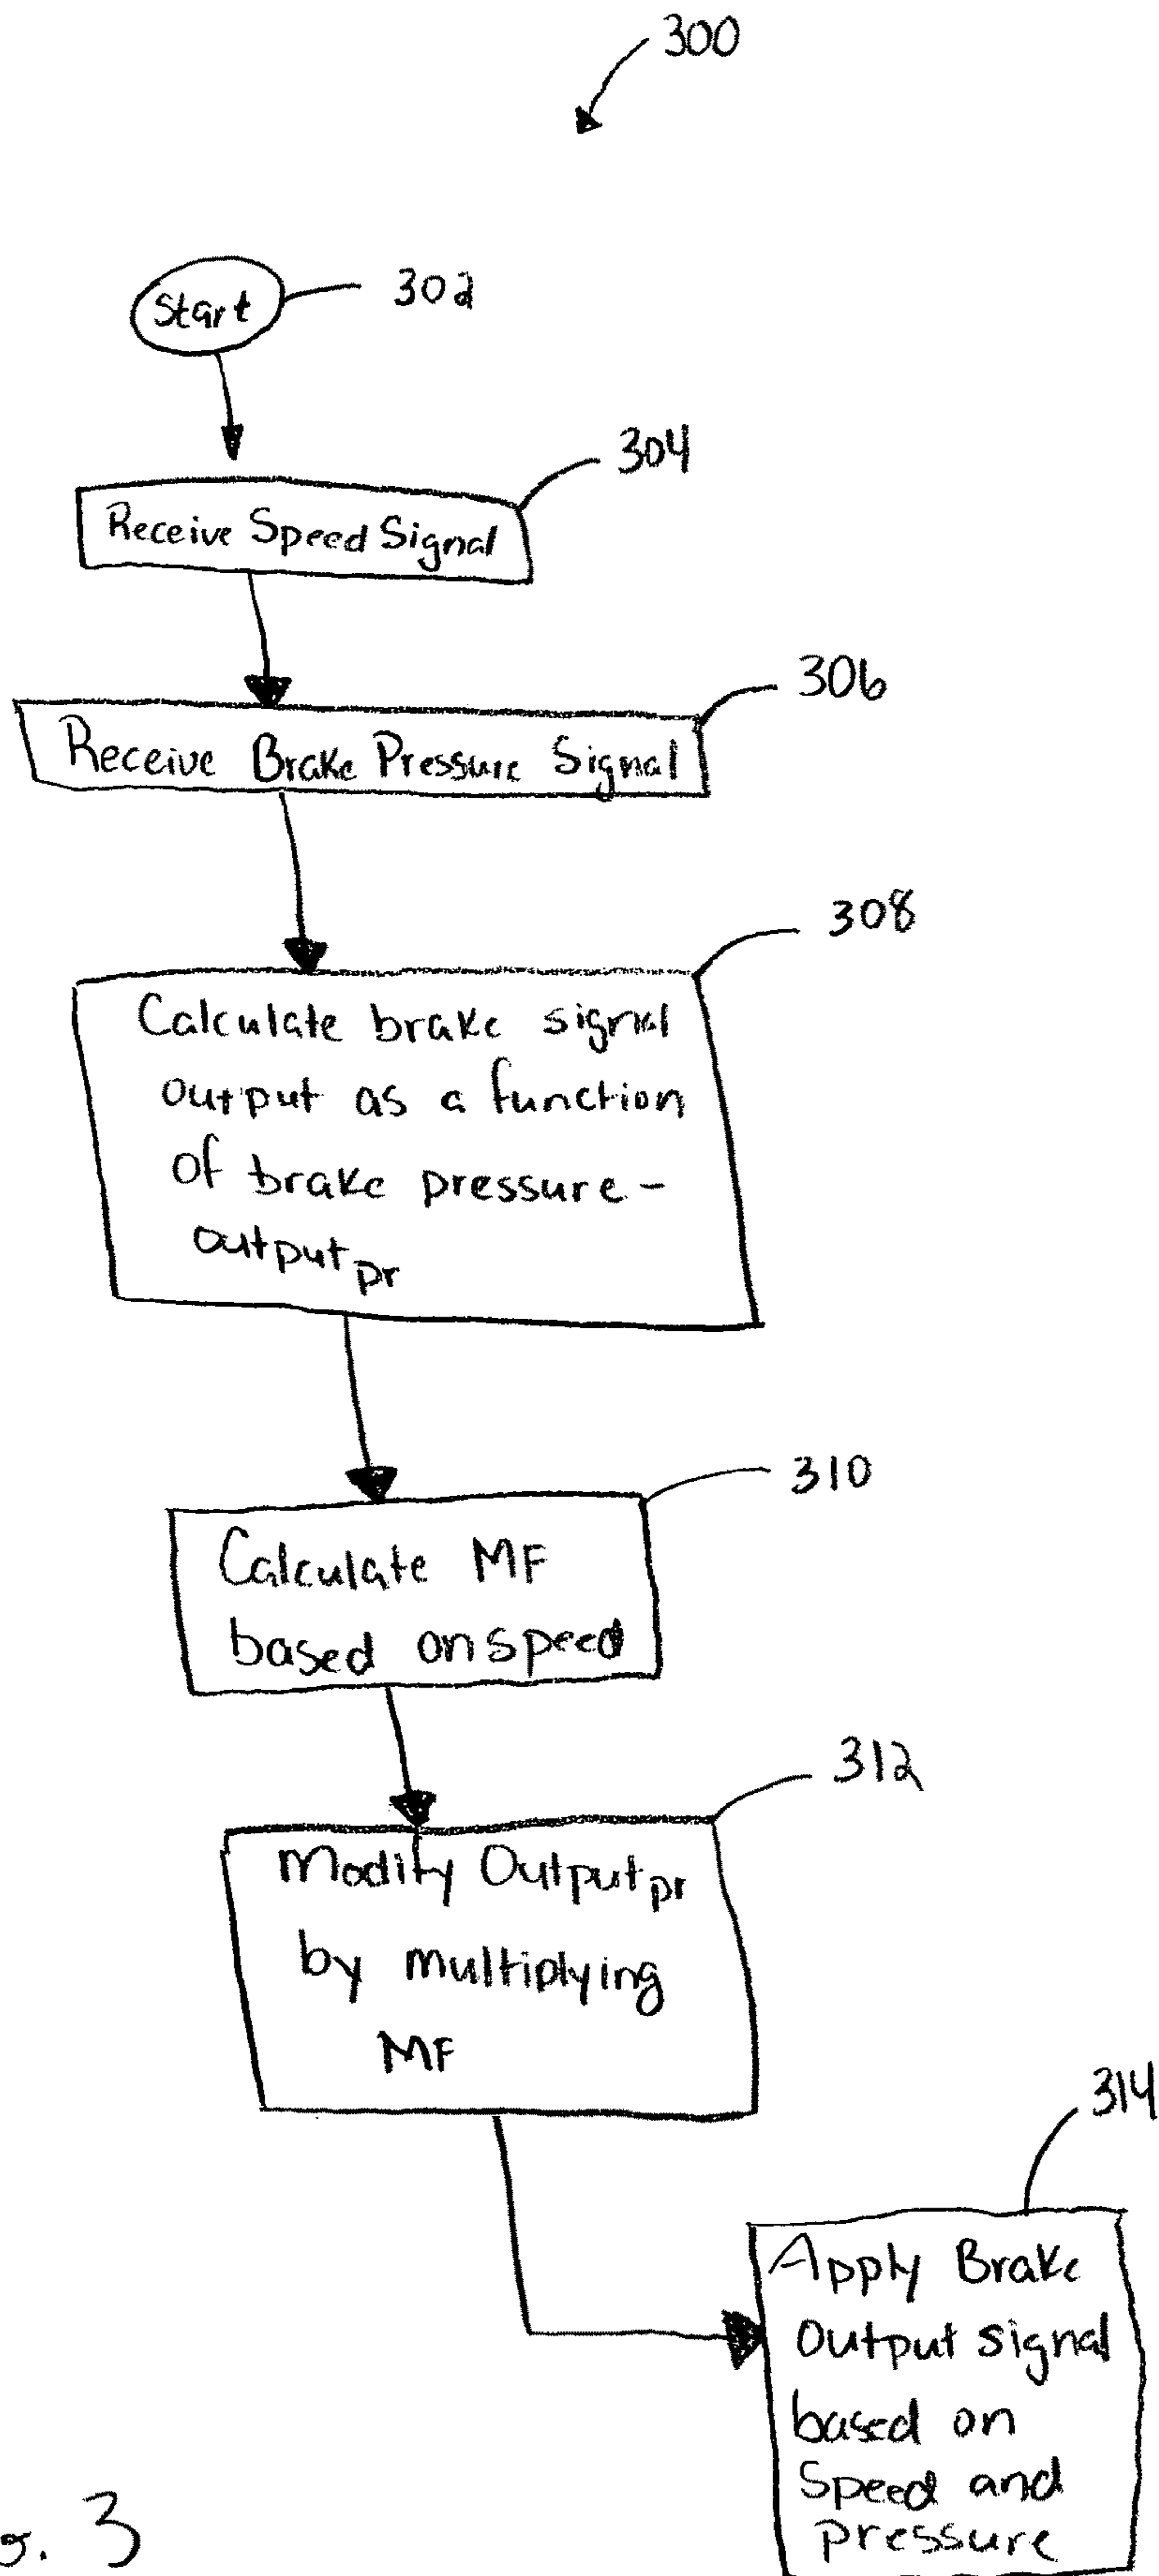 300
Start
302
304
Receive Speed Signal
306
Receive Brake Pressure Signal
308
Calculate brake signal
output as a function
of brake pressure -
output pr
310
Calculate MF
based on speed
312
Modify Output pr
by multiplying
MF
314
Apply Brake
Output signal
based on
Speed and
pressure
3